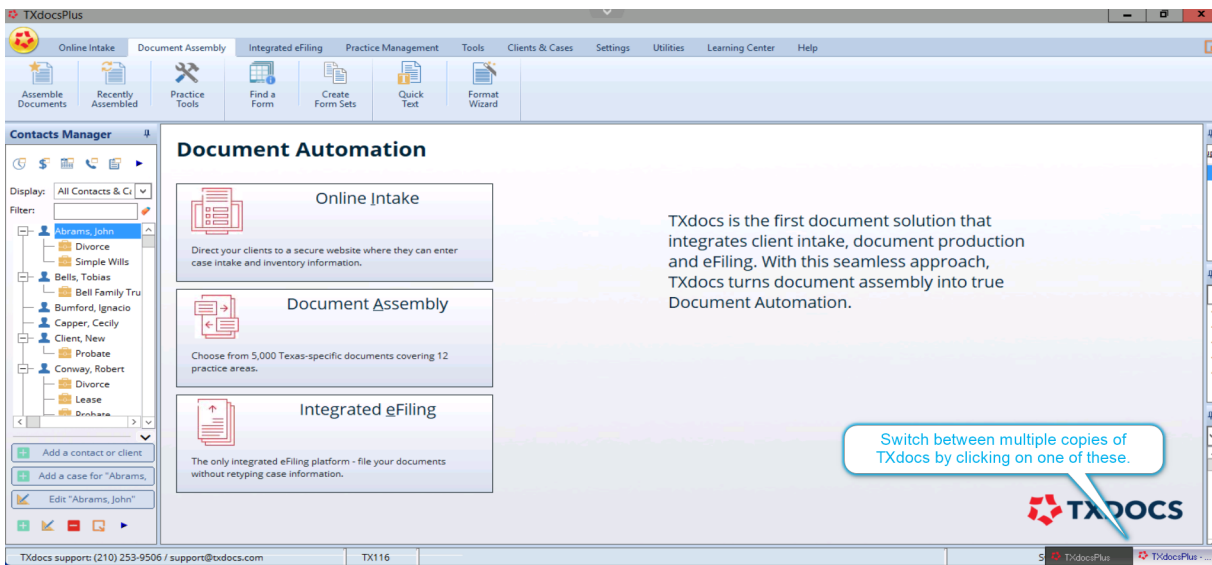 TXdocsPlus
Online Intake Document Assembly Integrated eFiling Practice Management Tools Clients & Cases Settings Utilities Learning Center Help
Assemble Documents
Recently Assembled
Practice Tools
Find a Form
Create Form Sets
Quick Text
Format Wizard
Contacts Manager
Display: All Contacts & Ca
Filter:
Abrams, John
Divorce
Simple Wills
Bells, Tobias
Bell Family Tru
Bumford, Ignacio
Capper, Cecily
Client, New
Probate
Conway, Robert
Divorce
Lease
Probate
Add a contact or client
Add a case for "Abrams,
Edit "Abrams, John"
Document Automation
Online Intake
Direct your clients to a secure website where they can enter
case intake and inventory information.
Document Assembly
Choose from 5,000 Texas-specific documents covering 12
practice areas.
Integrated eFiling
The only integrated eFiling platform - file your documents
without retyping case information.
TXdocs is the first document solution that
integrates client intake, document production
and eFiling. With this seamless approach,
TXdocs turns document assembly into true
Document Automation.
Switch between multiple copies of
TXdocs by clicking on one of these.
TXDOCS
TXdocs support: (210) 253-9506 / support@txdocs.com TX116 S
TXdocsPlus
TXdocsPlus - ...